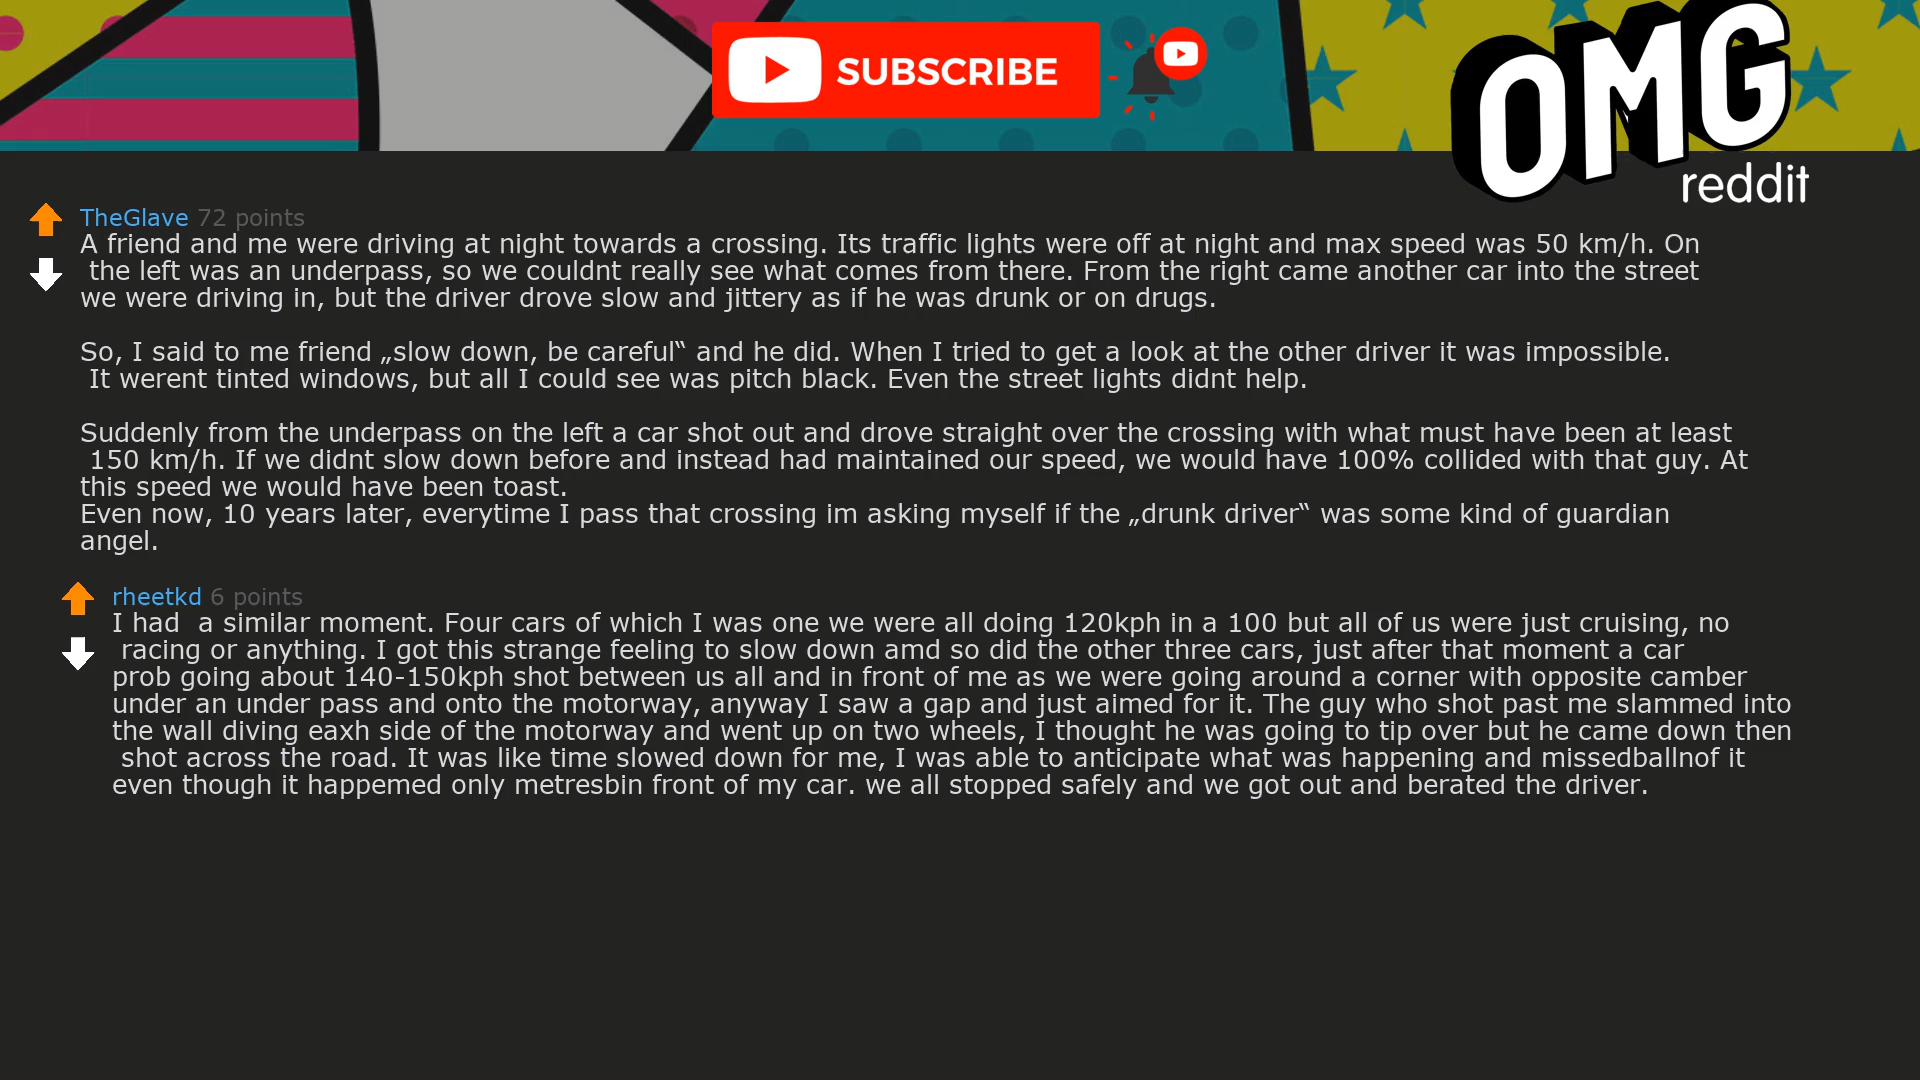 SUBSCRIBE
OMG
reddit
TheGlave 72 points
A friend and me were driving at night towards a crossing. Its traffic lights were off at night and max speed was 50 km/h. On
the left was an underpass, so we couldnt really see what comes from there. From the right came another car into the street
we were driving in, but the driver drove slow and jittery as if he was drunk or on drugs.
So, I said to me friend „slow down, be careful‟ and he did. When I tried to get a look at the other driver it was impossible.
It werent tinted windows, but all I could see was pitch black. Even the street lights didnt help.
Suddenly from the underpass on the left a car shot out and drove straight over the crossing with what must have been at least
150 km/h. If we didnt slow down before and instead had maintained our speed, we would have 100% collided with that guy. At
this speed we would have been toast.
Even now, 10 years later, everytime I pass that crossing im asking myself if the „drunk driver‟ was some kind of guardian
angel.
rheetkd 6 points
I had  a similar moment. Four cars of which I was one we were all doing 120kph in a 100 but all of us were just cruising, no
racing or anything. I got this strange feeling to slow down amd so did the other three cars, just after that moment a car
prob going about 140-150kph shot between us all and in front of me as we were going around a corner with opposite camber
under an under pass and onto the motorway, anyway I saw a gap and just aimed for it. The guy who shot past me slammed into
the wall diving eaxh side of the motorway and went up on two wheels, I thought he was going to tip over but he came down then
shot across the road. It was like time slowed down for me, I was able to anticipate what was happening and missedballnof it
even though it happemed only metresbin front of my car. we all stopped safely and we got out and berated the driver.